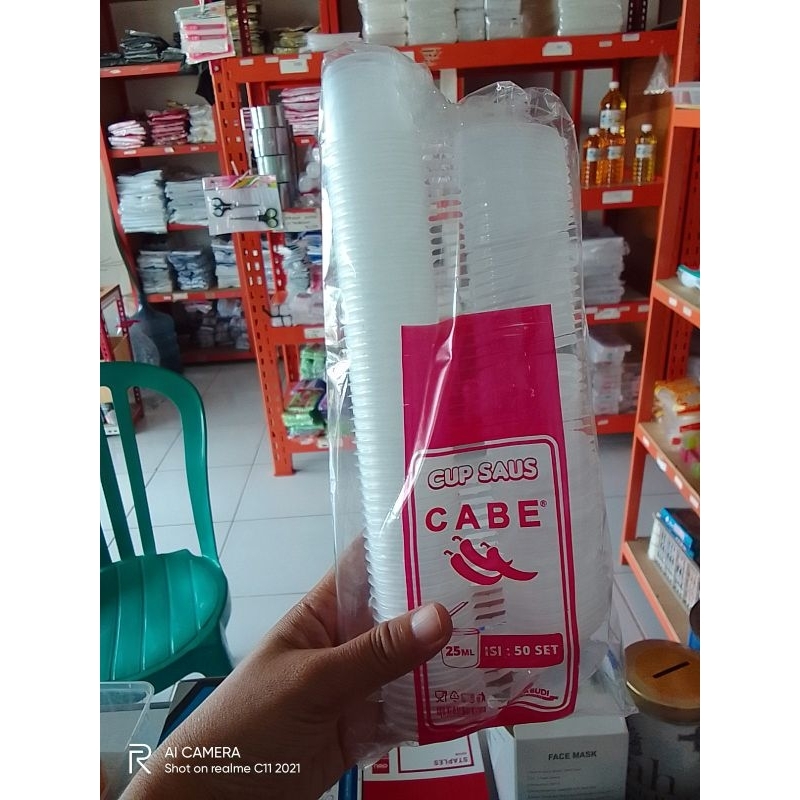 CUP SAUS
CABE®
25ML
ISI : 50 SET
STAPLES
FACE MASK
AI CAMERA
Shot on realme C11 2021